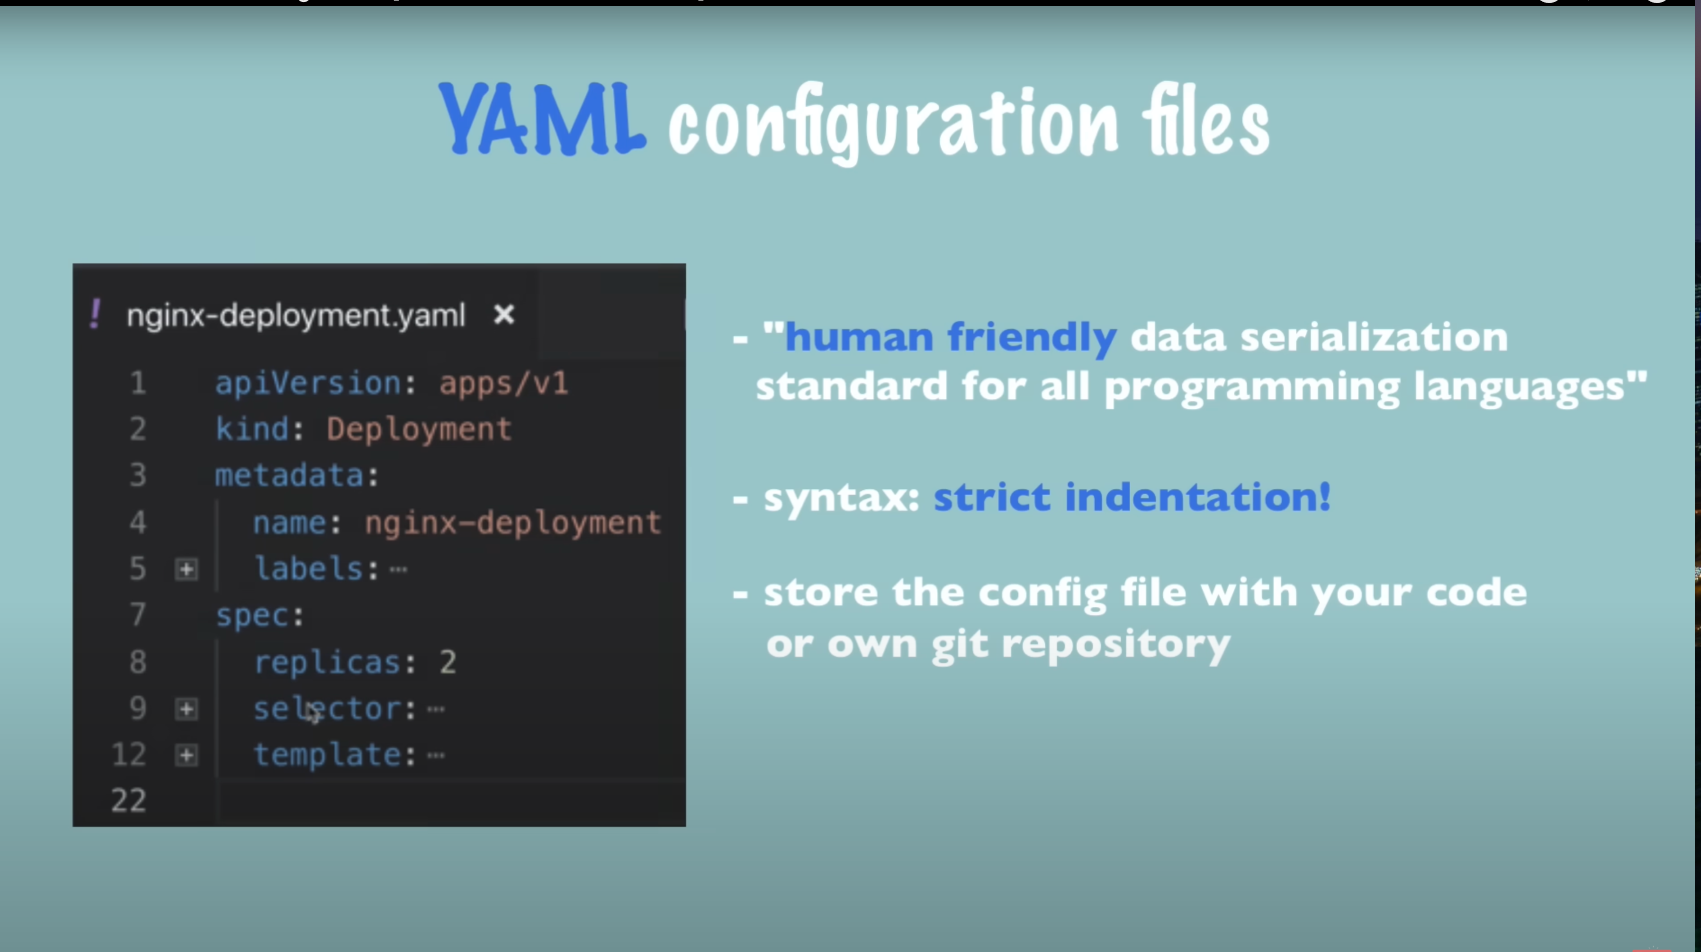 YAML configuration files
! nginx-deployment.yaml ×
1 apiVersion: apps/v1
2 kind: Deployment
3 metadata:
4 name: nginx-deployment
5 + labels:···
7 spec:
8 replicas: 2
9 + selector:···
12 + template:···
22
- "human friendly data serialization
standard for all programming languages"
- syntax: strict indentation!
- store the config file with your code
or own git repository